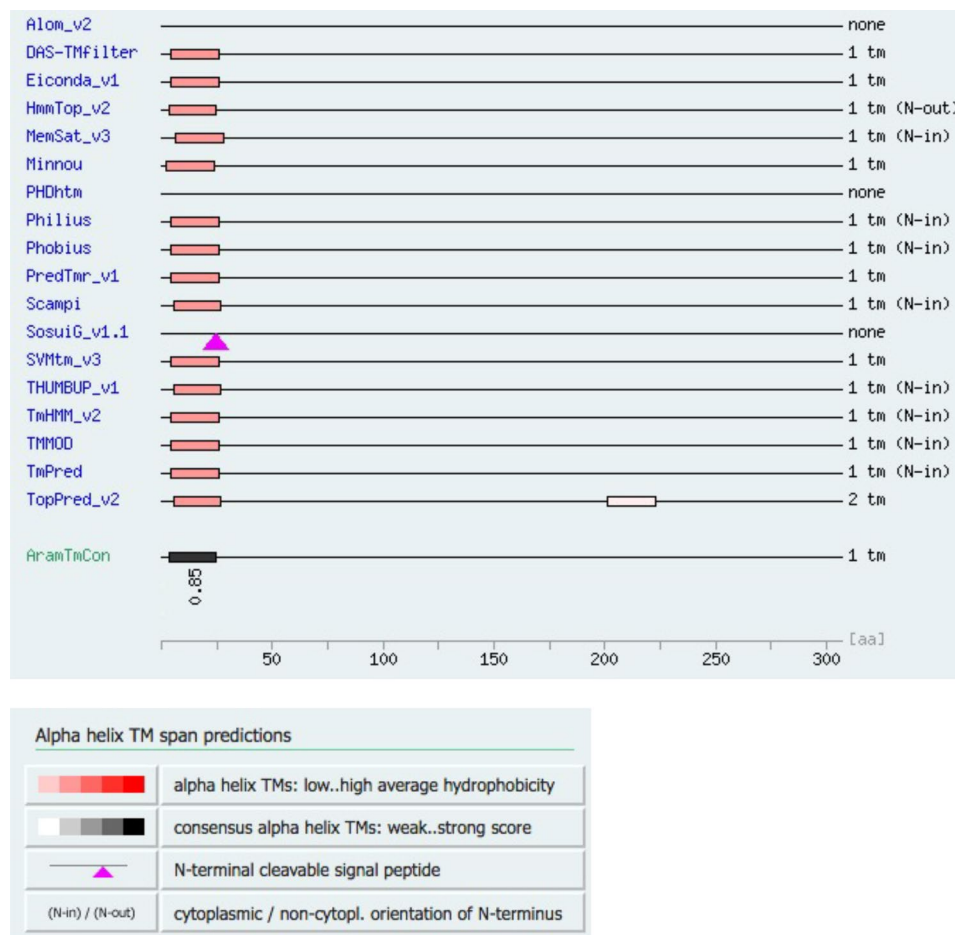 Alom_v2 none
DAS-TMfilter 1 tm
Eiconda_v1 1 tm
HmmTop_v2 1 tm (N-out)
MemSat_v3 1 tm (N-in)
Minnou 1 tm
PHDhtm none
Philius 1 tm (N-in)
Phobius 1 tm (N-in)
PredTmr_v1 1 tm
Scampi 1 tm (N-in)
SosuiG_v1.1 none
SVMtm_v3 1 tm
THUMBUP_v1 1 tm (N-in)
TmHMM_v2 1 tm (N-in)
TMMOD 1 tm (N-in)
TmPred 1 tm (N-in)
TopPred_v2 2 tm
AramTmCon 1 tm
0.85
[aa]
50 100 150 200 250 300
Alpha helix TM span predictions
alpha helix TMs: low..high average hydrophobicity
consensus alpha helix TMs: weak..strong score
N-terminal cleavable signal peptide
(N-in) / (N-out) cytoplasmic / non-cytopl. orientation of N-terminus